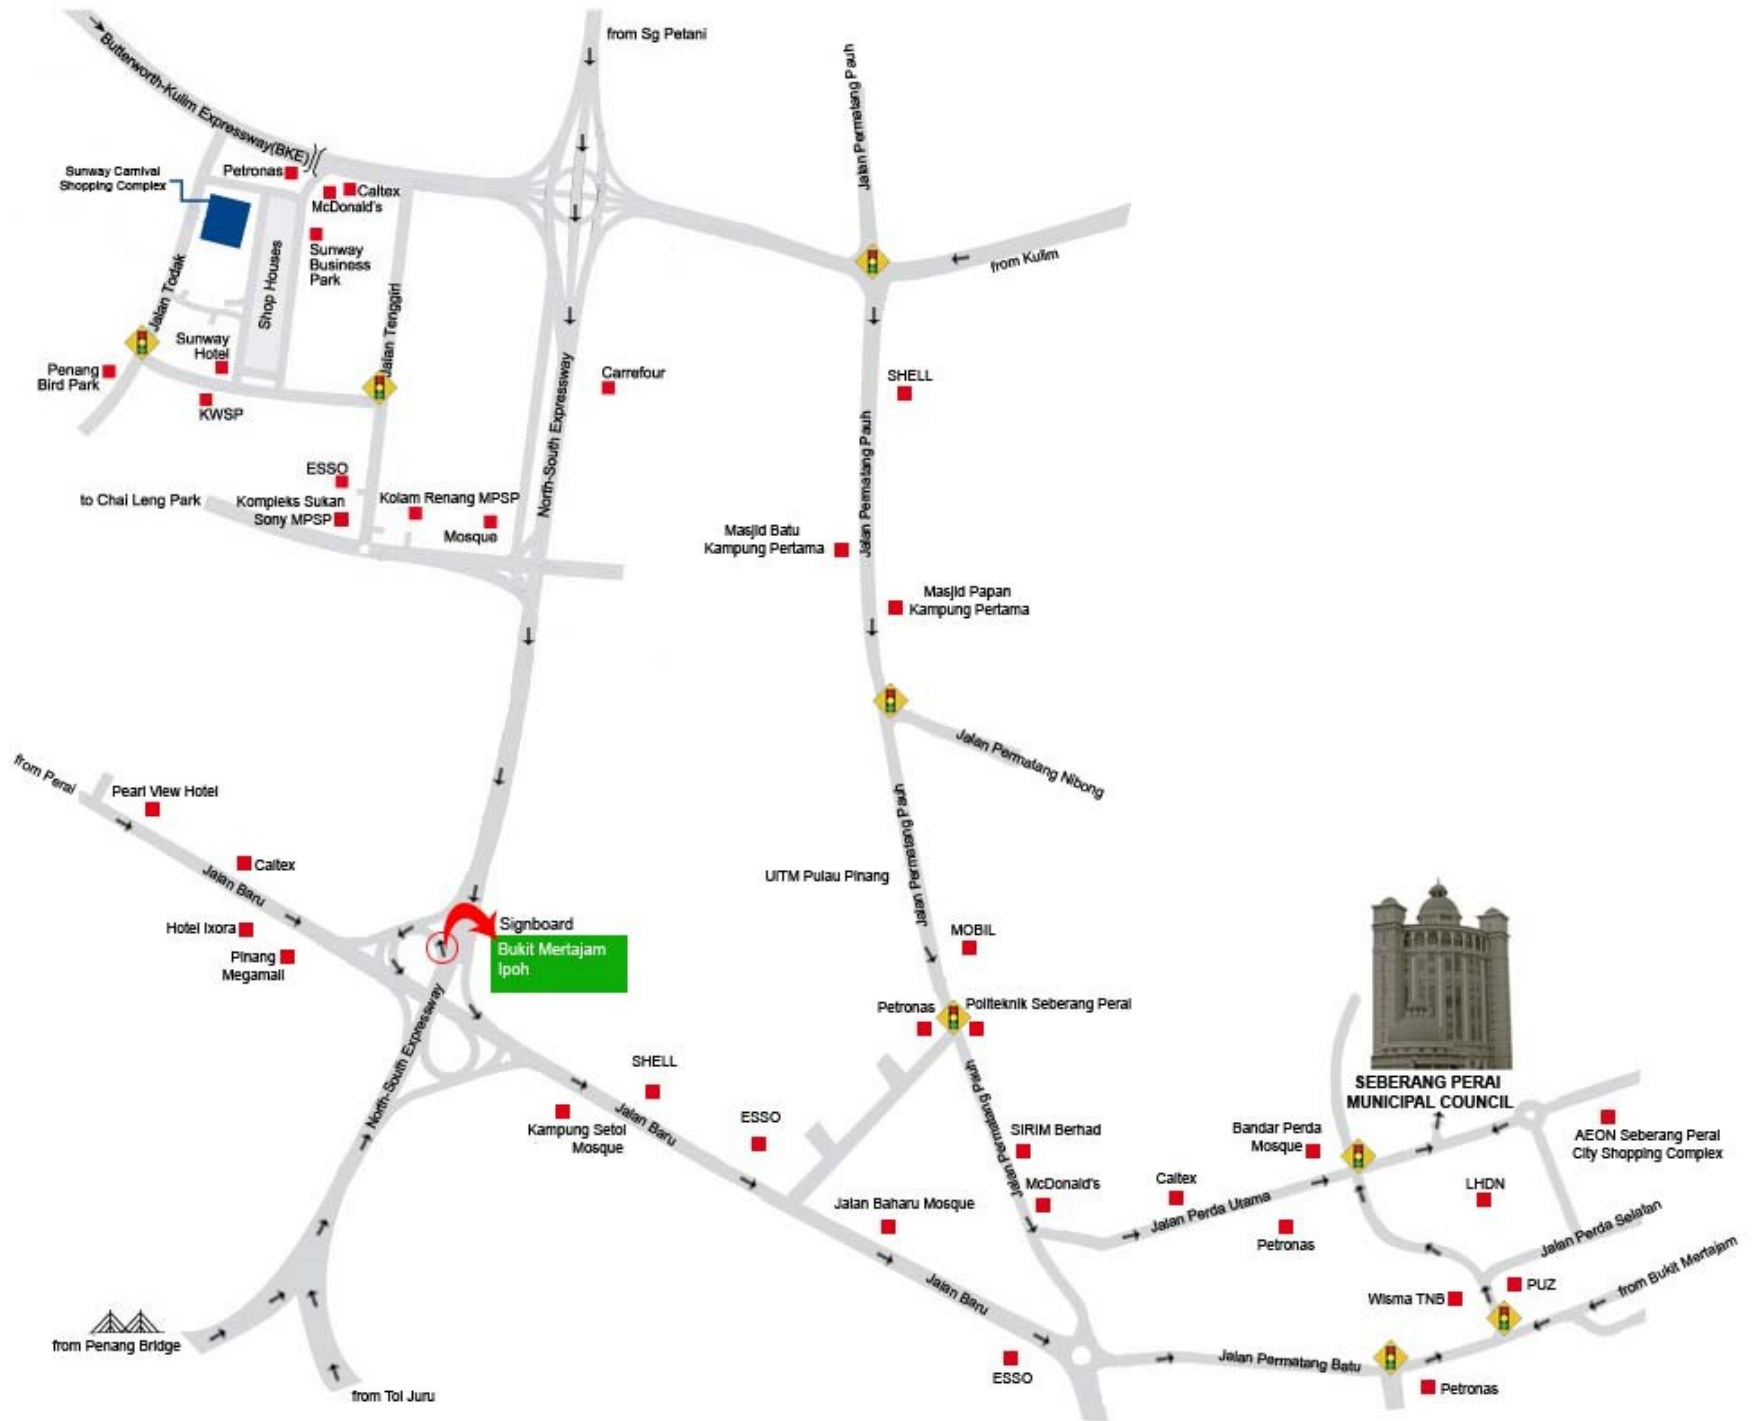 from Sg Petani
Jalan Permatang Pauh
Butterworth-Kulim Expressway(BKE)
Sunway Carnival
Shopping Complex
Petronas
Caltex
McDonald's
Sunway
Business
Park
Shop Houses
Jalan Todak
Jalan Tenggiri
from Kulim
Sunway
Hotel
Penang
Bird Park
KWSP
Carrefour
SHELL
North-South Expressway
Jalan Permatang Pauh
ESSO
to Chai Leng Park
Kompleks Sukan
Sony MPSP
Kolam Renang MPSP
Mosque
Masjid Batu
Kampung Pertama
Masjid Papan
Kampung Pertama
Jalan Permatang Nibong
from Perai
Pearl View Hotel
Caltex
Jalan Baru
Hotel Ixora
Pinang
Megamall
Signboard
Bukit Mertajam
Ipoh
UITM Pulau Pinang
Jalan Permatang Pauh
MOBIL
Petronas
Politeknik Seberang Perai
North-South Expressway
SHELL
Kampung Setol
Mosque
Jalan Baru
ESSO
Jalan Permatang Pauh
SEBERANG PERAI
MUNICIPAL COUNCIL
SIRIM Berhad
Bandar Perda
Mosque
AEON Seberang Perai
City Shopping Complex
Jalan Permatang Pauh
McDonald's
Caltex
LHDN
Jalan Baharu Mosque
Jalan Perda Utama
Petronas
Jalan Perda Selatan
from Bukit Mertajam
PUZ
Wisma TNB
Jalan Baru
from Penang Bridge
from Tol Juru
ESSO
Jalan Permatang Batu
Petronas